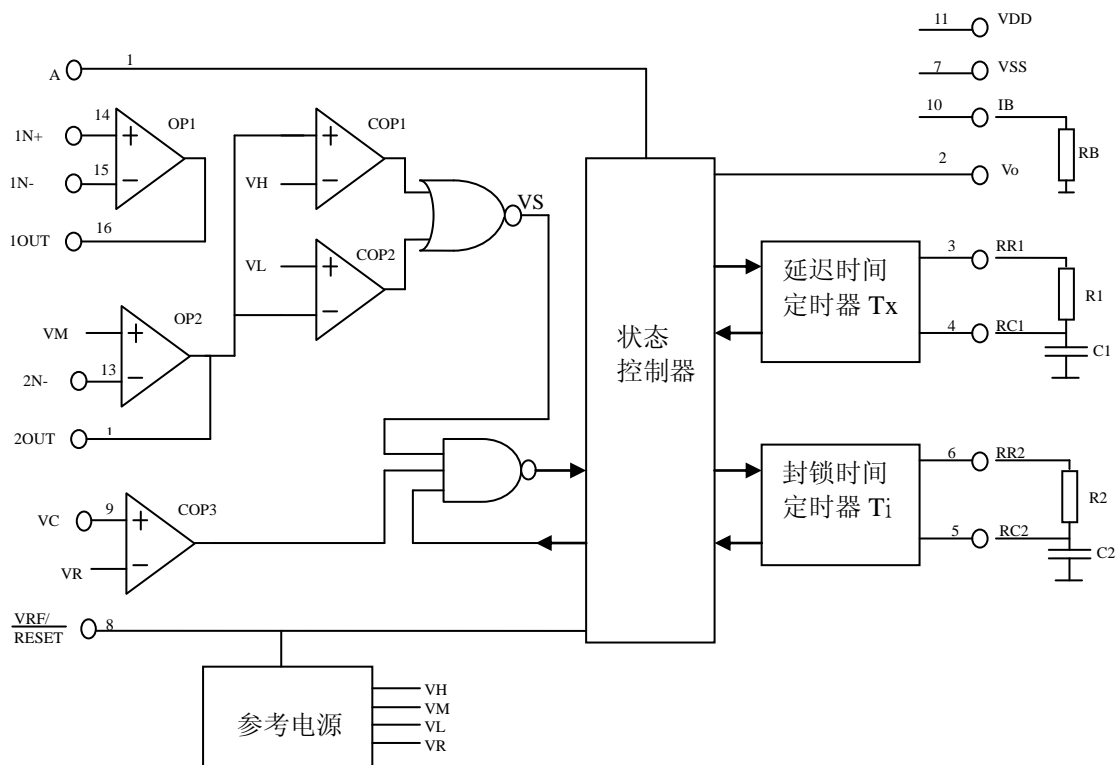 11 VDD
1
A
7 VSS
14 OP1
10 IB
1N+
COP1
+
+
RB
15
2 Vo
1N-
−
VH
−
VS
16
1OUT
COP2
3 RR1
VL
+
延迟时间
定时器 Tx
R1
OP2
−
VM
+
4 RC1
状态
控制器
C1
2N-
13
−
2OUT
1
封锁时间
定时器 Ti
6 RR2
COP3
R2
VC
9
+
5 RC2
C2
VR
−
VRF/
RESET
8
参考电源
VH
VM
VL
VR